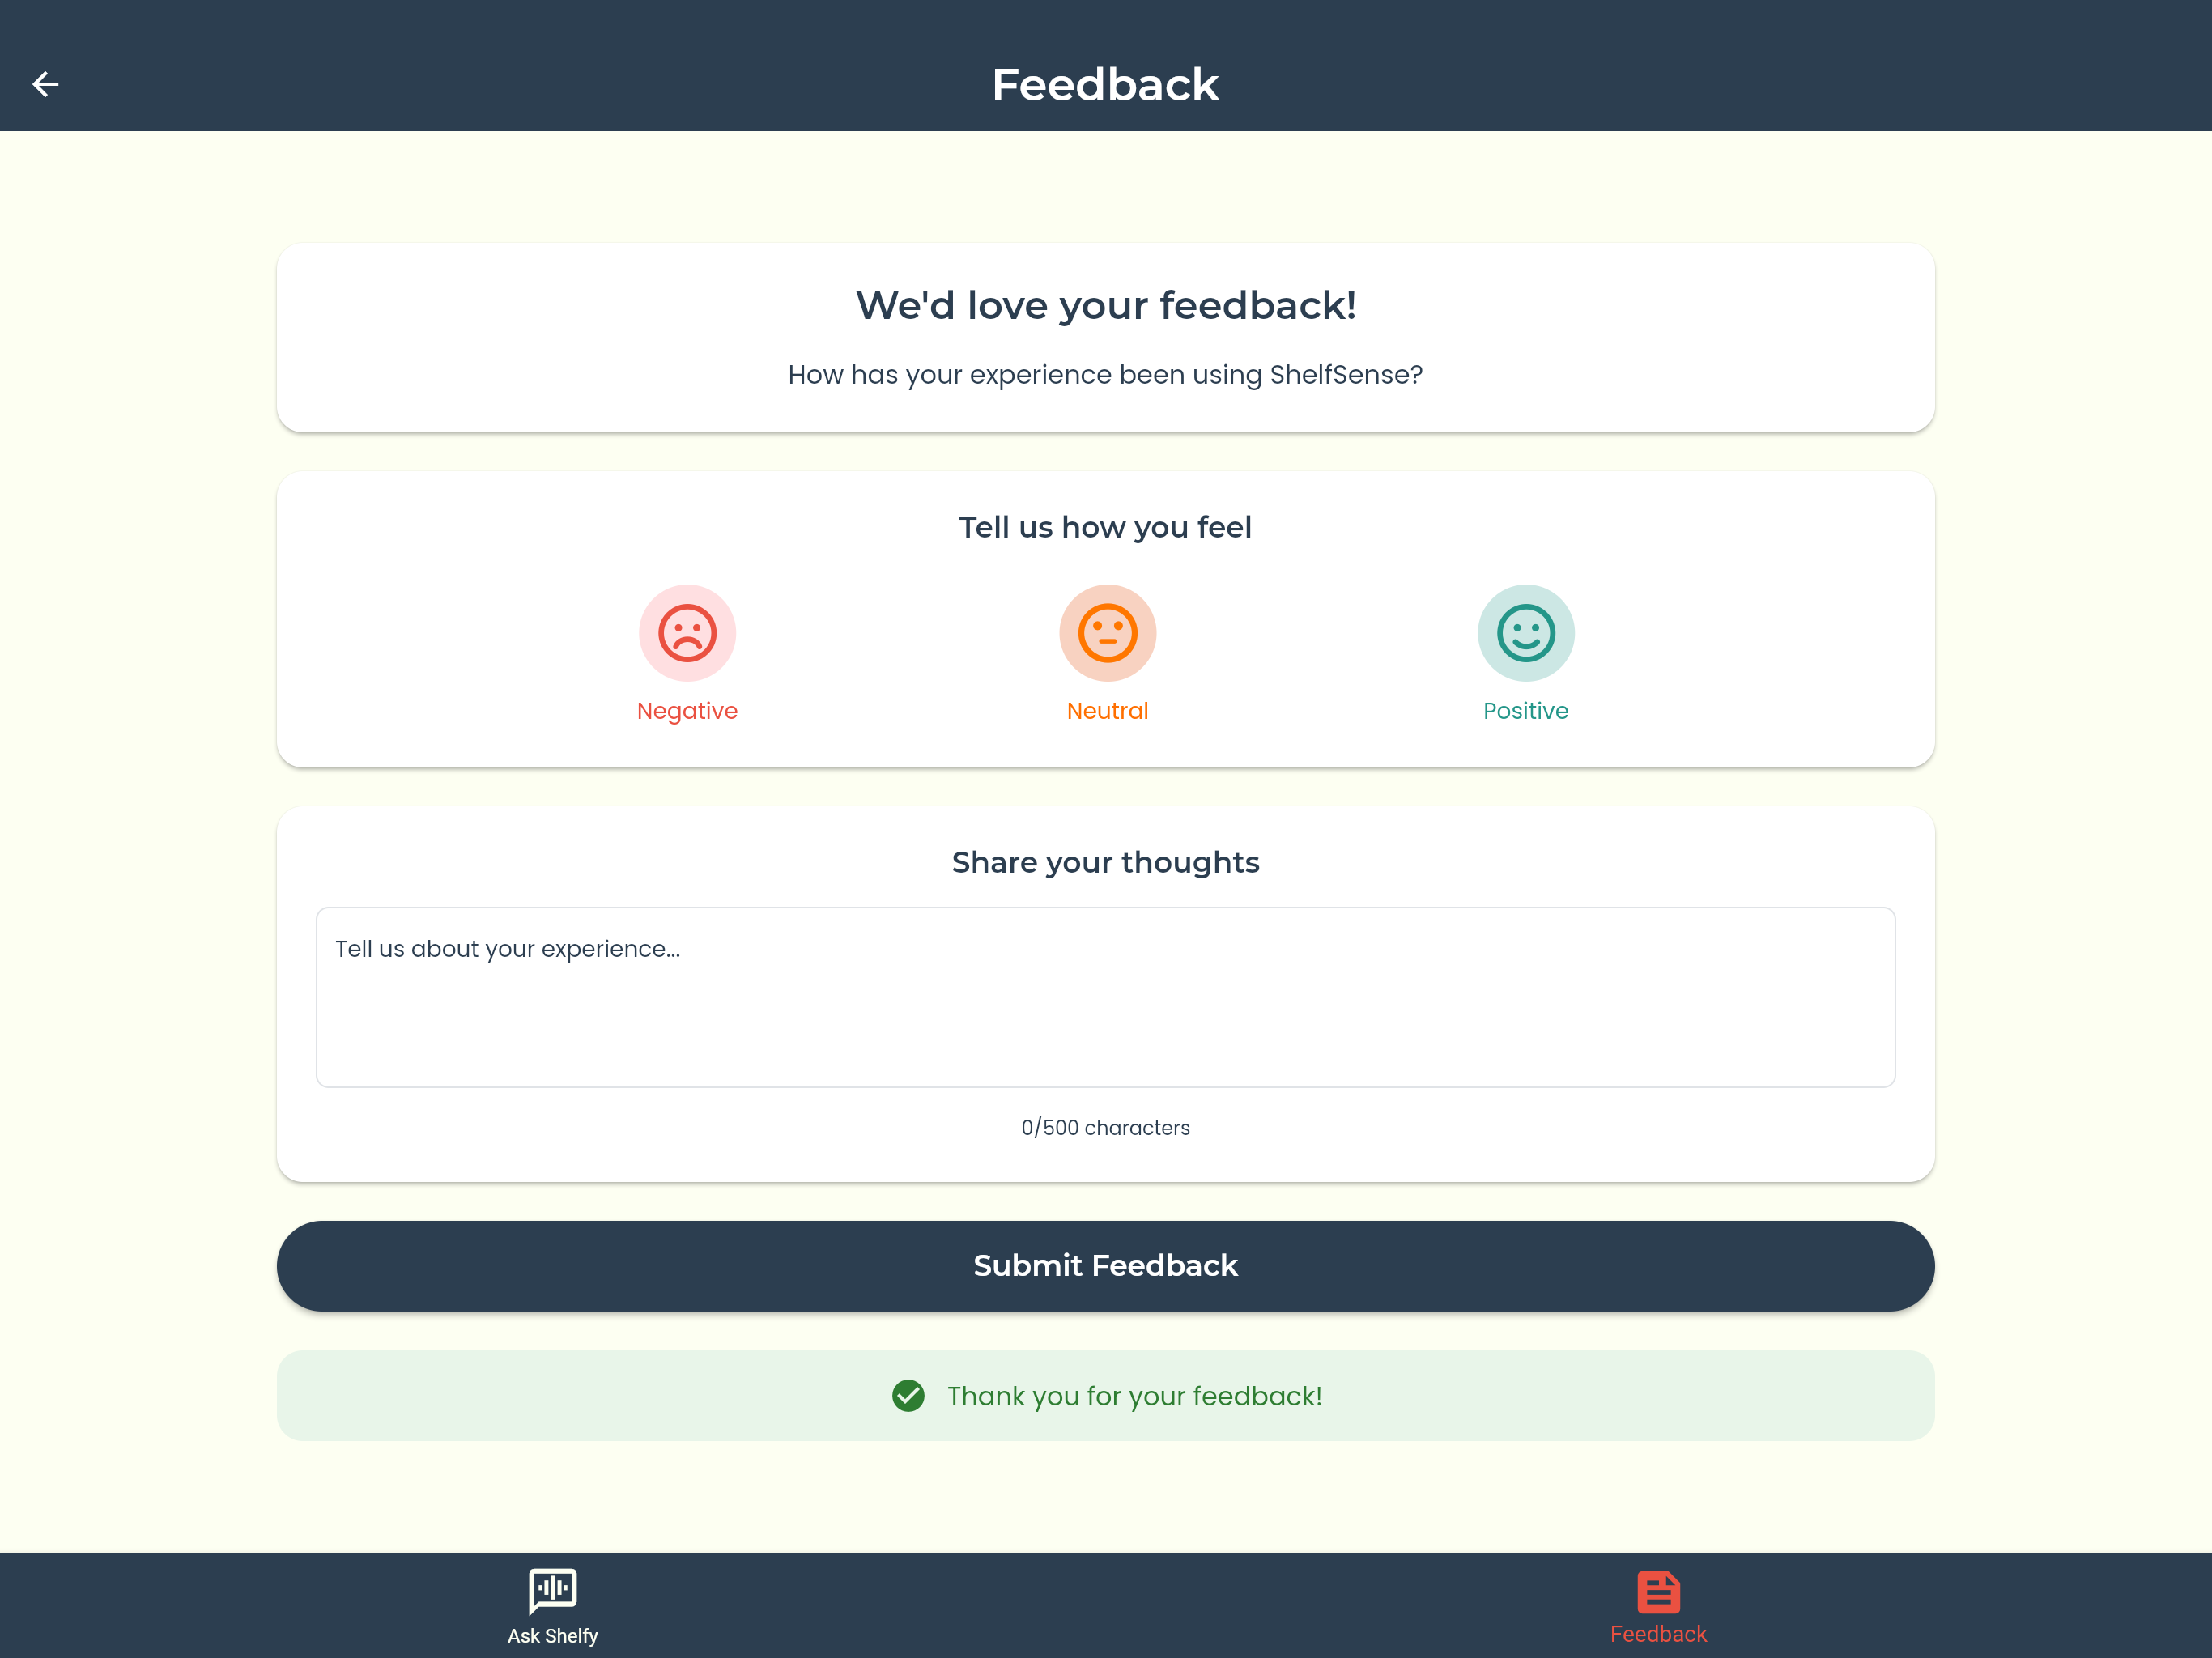 Feedback
We'd love your feedback!
How has your experience been using ShelfSense?
Tell us how you feel
Negative
Neutral
Positive
Share your thoughts
Tell us about your experience...
0/500 characters
Submit Feedback
Thank you for your feedback!
Ask Shelfy
Feedback